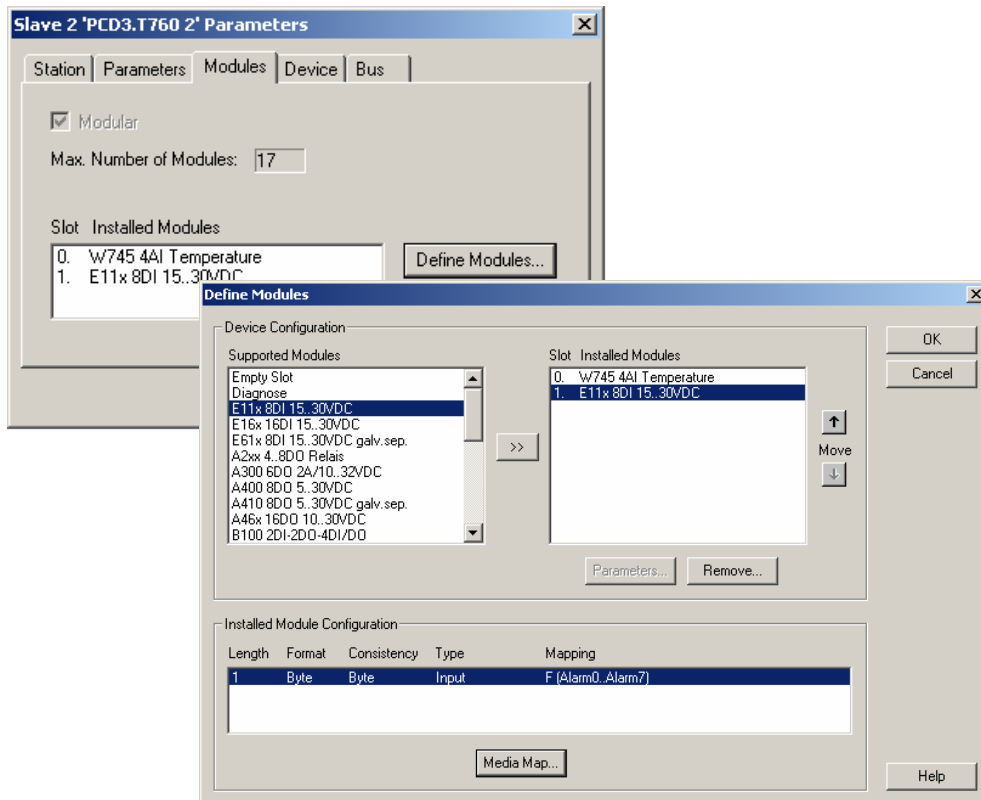 Slave 2 'PCD3.T760 2' Parameters
Station Parameters Modules Device Bus
Modular
Max. Number of Modules: 17
Slot Installed Modules
0. W745 4AI Temperature
1. E11x 8DI 15..30VDC
Define Modules...
Define Modules
Device Configuration
Supported Modules
Empty Slot
Diagnose
E11x 8DI 15..30VDC
E16x 16DI 15..30VDC
E61x 8DI 15..30VDC galv.sep.
A2xx 4..8DO Relais
A300 6DO 2A/10..32VDC
A400 8DO 5..30VDC
A410 8DO 5..30VDC galv.sep.
A46x 16DO 10..30VDC
B100 2DI-2DO-4DI/DO
>>
Slot Installed Modules
0. W745 4AI Temperature
1. E11x 8DI 15..30VDC
Move
Parameters...
Remove...
OK
Cancel
Installed Module Configuration
Length Format Consistency Type Mapping
1 Byte Byte Input F (Alarm0..Alarm7)
Media Map...
Help